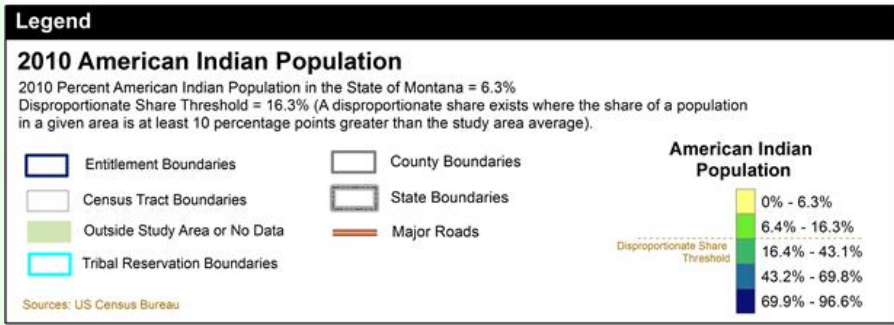 Legend
2010 American Indian Population
2010 Percent American Indian Population in the State of Montana = 6.3%
Disproportionate Share Threshold = 16.3% (A disproportionate share exists where the share of a population
in a given area is at least 10 percentage points greater than the study area average).
Entitlement Boundaries
Census Tract Boundaries
Outside Study Area or No Data
Tribal Reservation Boundaries
County Boundaries
State Boundaries
Major Roads
American Indian
Population
0% - 6.3%
6.4% - 16.3%
Disproportionate Share
Threshold
16.4% - 43.1%
43.2% - 69.8%
69.9% - 96.6%
Sources: US Census Bureau